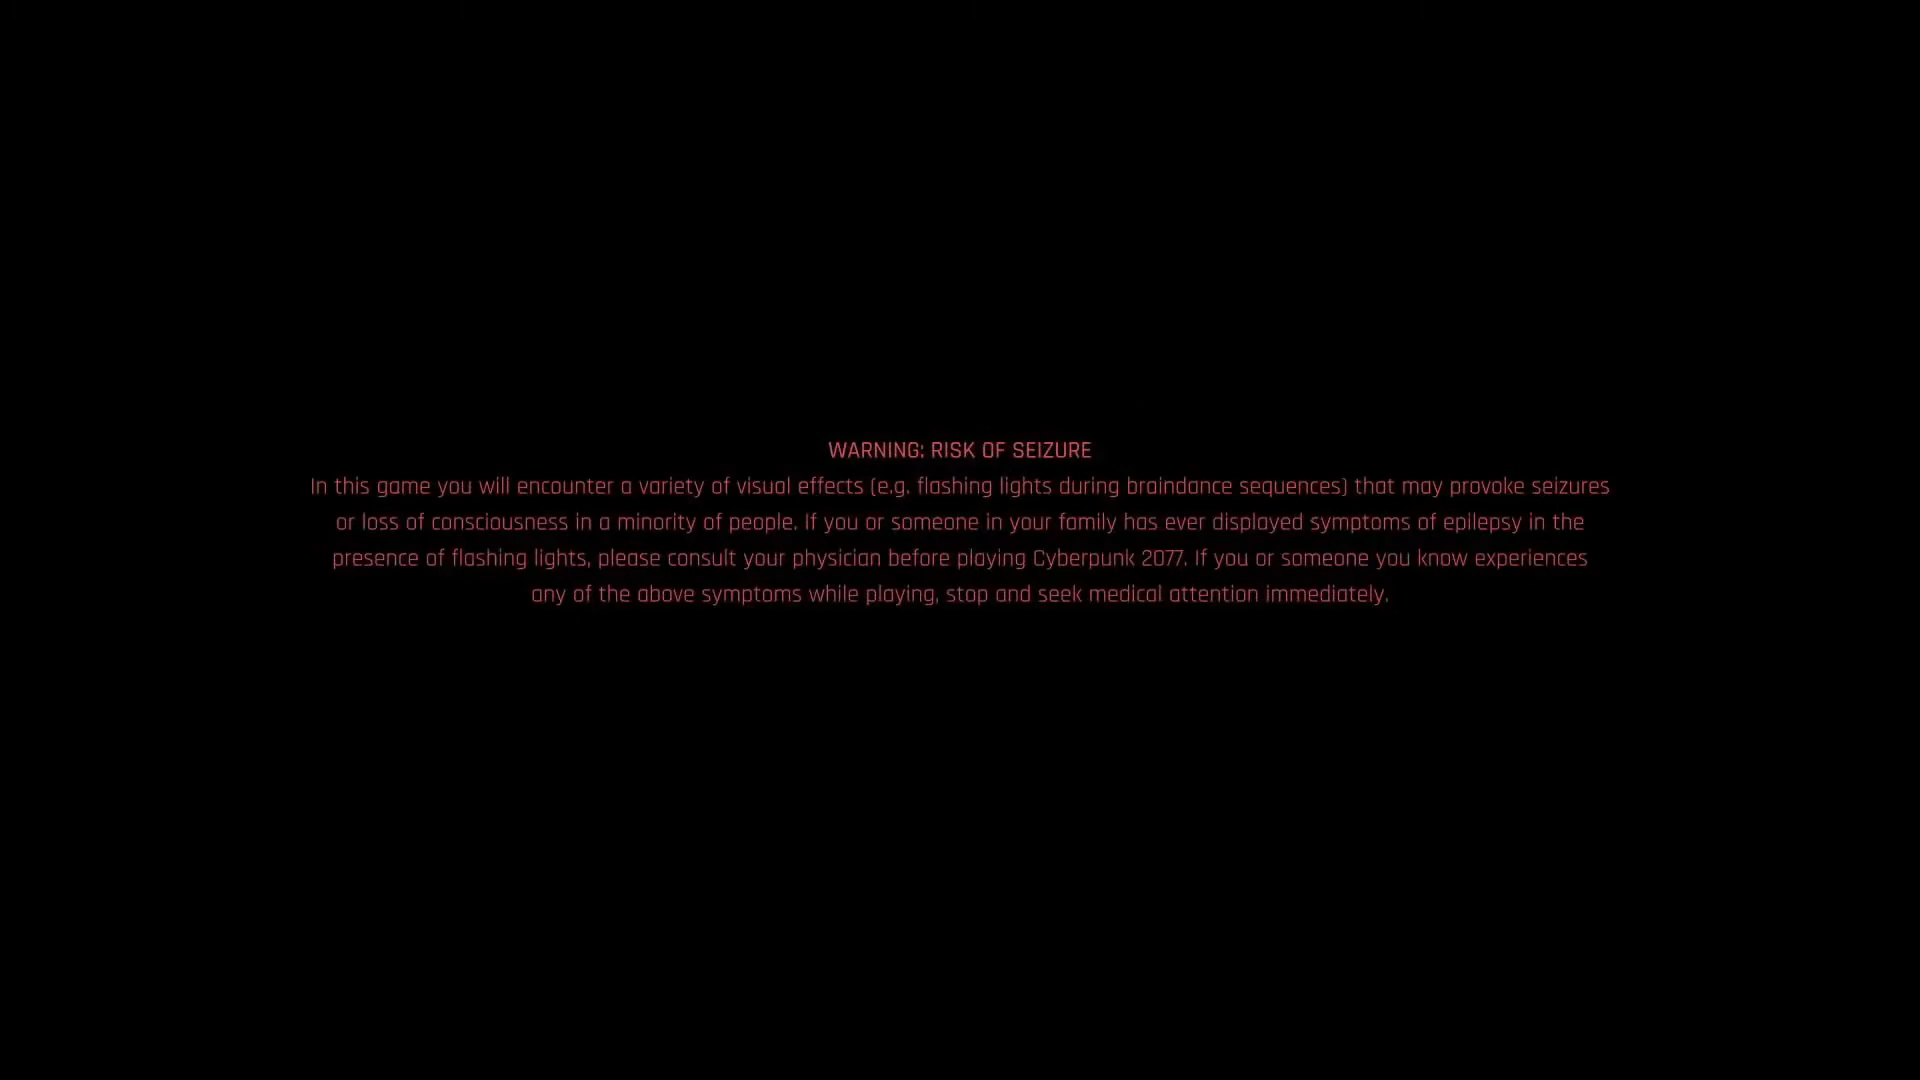 WARNING: RISK OF SEIZURE
In this game you will encounter a variety of visual effects (e.g. flashing lights during braindance sequences) that may provoke seizures
or loss of consciousness in a minority of people. If you or someone in your family has ever displayed symptoms of epilepsy in the
presence of flashing lights, please consult your physician before playing Cyberpunk 2077. If you or someone you know experiences
any of the above symptoms while playing, stop and seek medical attention immediately.